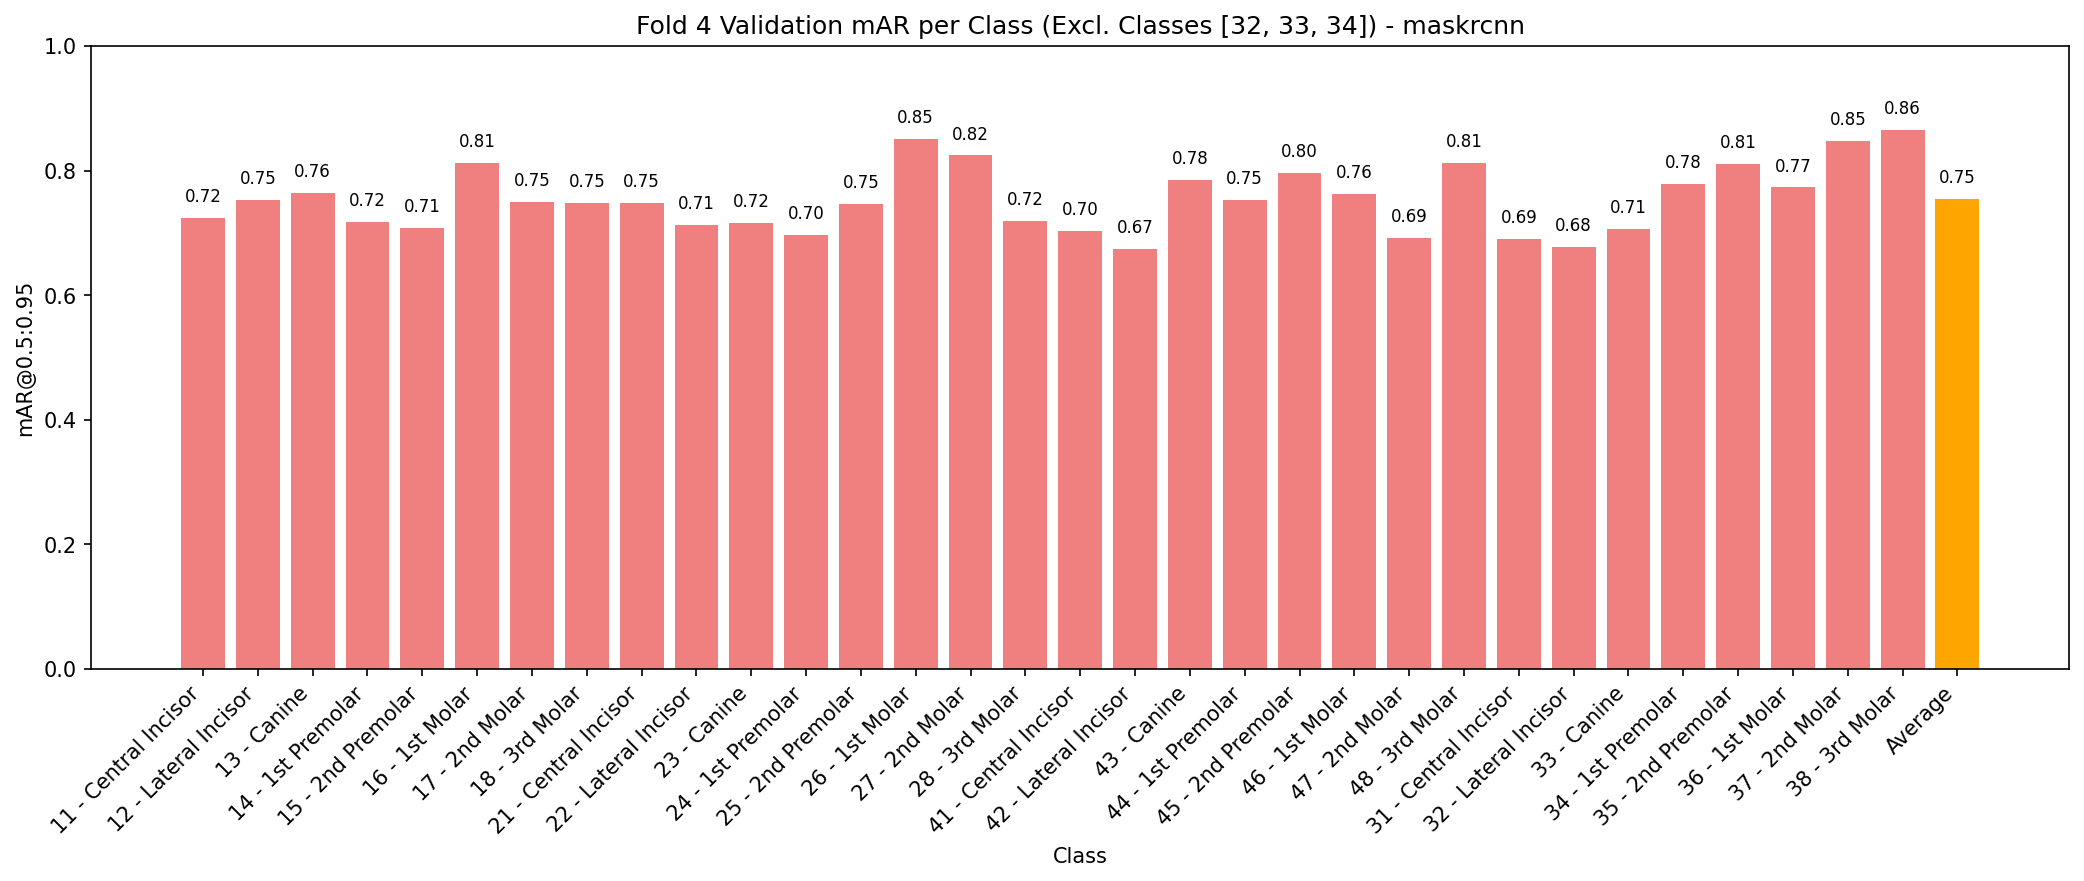 Fold 4 Validation mAR per Class (Excl. Classes [32, 33, 34]) - maskrcnn
mAR@0.5:0.95
1.0
0.8
0.6
0.4
0.2
0.0
0.72
0.75
0.76
0.72
0.71
0.81
0.75
0.75
0.75
0.71
0.72
0.70
0.75
0.85
0.82
0.72
0.70
0.67
0.78
0.75
0.80
0.76
0.69
0.81
0.69
0.68
0.71
0.78
0.81
0.77
0.85
0.86
0.75
11 - Central Incisor
12 - Lateral Incisor
13 - Canine
14 - 1st Premolar
15 - 2nd Premolar
16 - 1st Molar
17 - 2nd Molar
18 - 3rd Molar
21 - Central Incisor
22 - Lateral Incisor
23 - Canine
24 - 1st Premolar
25 - 2nd Premolar
26 - 1st Molar
27 - 2nd Molar
28 - 3rd Molar
41 - Central Incisor
42 - Lateral Incisor
43 - Canine
44 - 1st Premolar
45 - 2nd Premolar
46 - 1st Molar
47 - 2nd Molar
48 - 3rd Molar
31 - Central Incisor
32 - Lateral Incisor
33 - Canine
34 - 1st Premolar
35 - 2nd Premolar
36 - 1st Molar
37 - 2nd Molar
38 - 3rd Molar
Average
Class